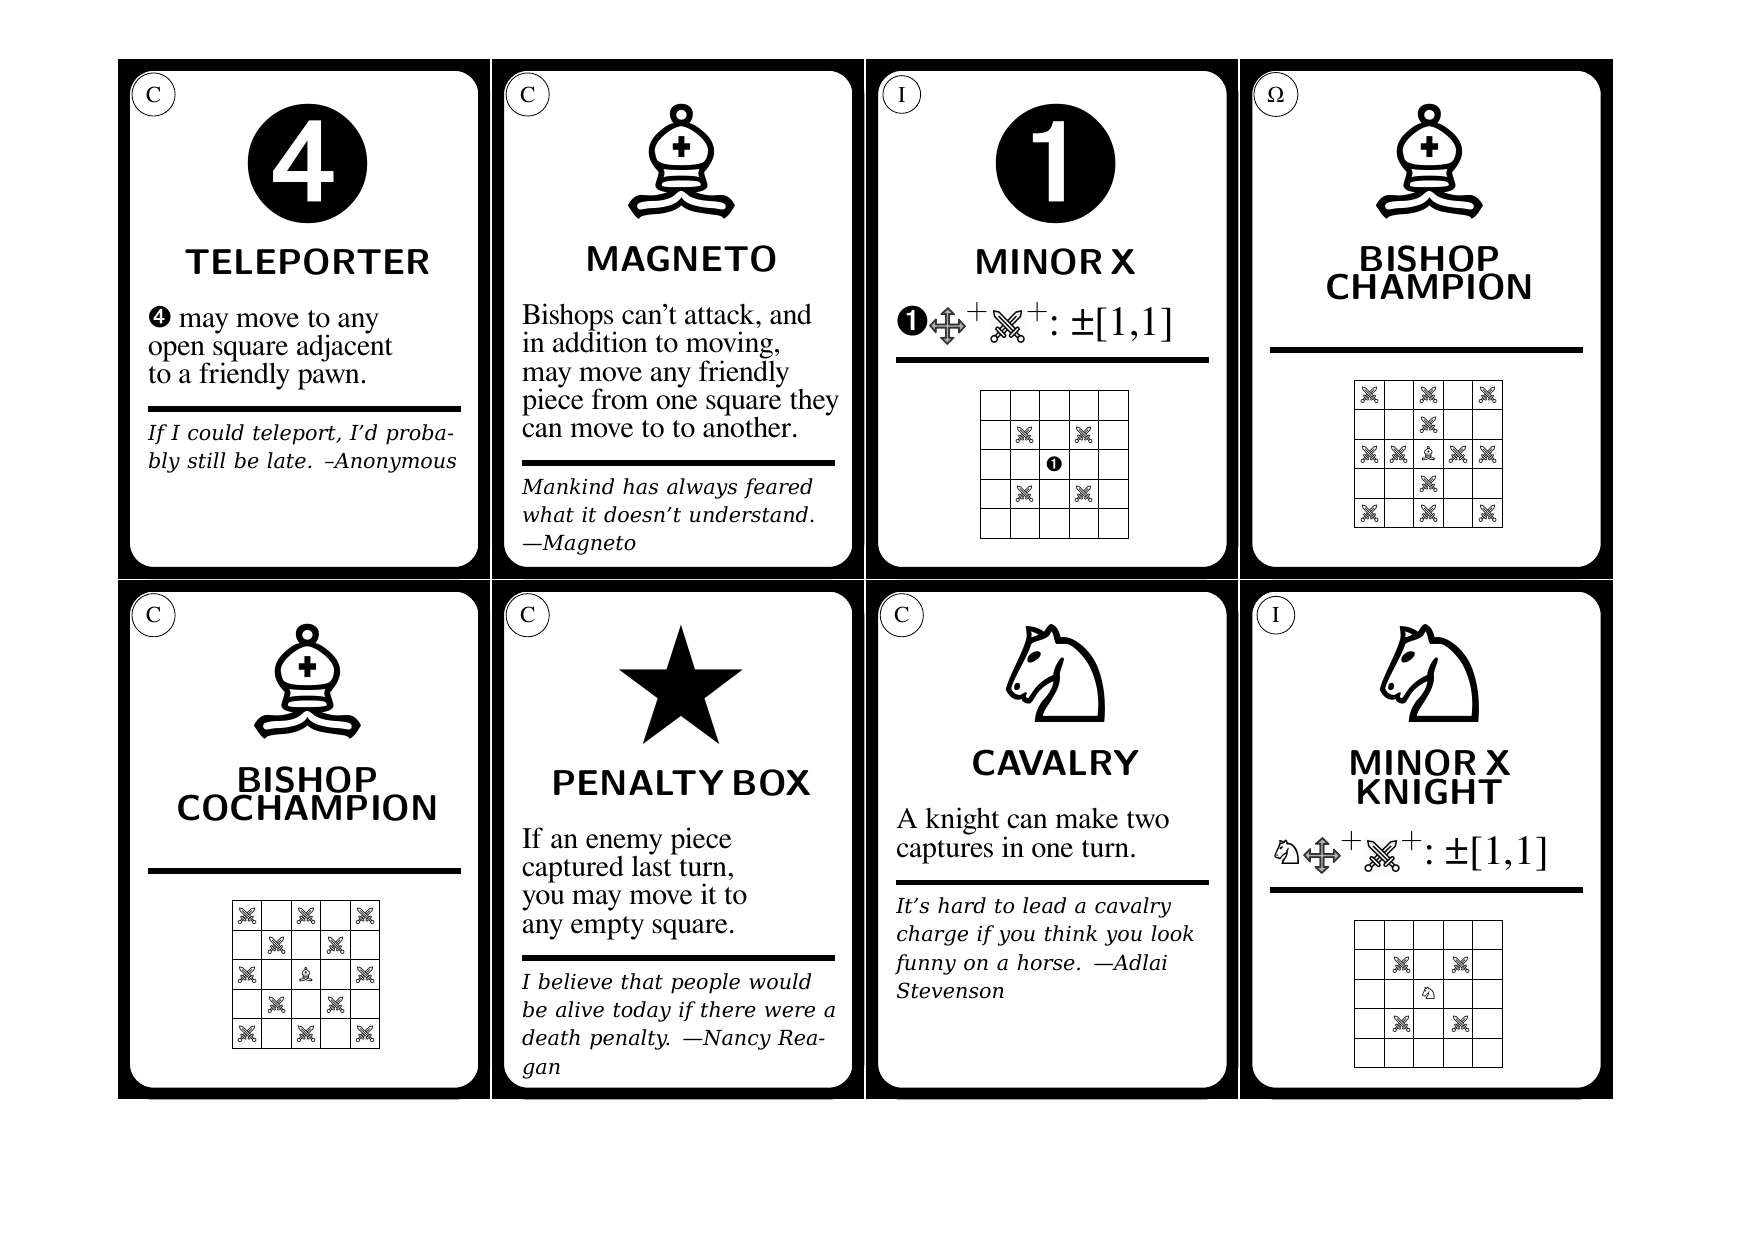 C
4
TELEPORTER
❹ may move to any
open square adjacent
to a friendly pawn.
If I could teleport, I’d proba-
bly still be late. –Anonymous
C
MAGNETO
Bishops can’t attack, and
in addition to moving,
may move any friendly
piece from one square they
can move to to another.
Mankind has always feared
what it doesn’t understand.
—Magneto
I
1
MINOR X
❶+ +: ±[1,1]
❶
Ω
BISHOP
CHAMPION
C
BISHOP
COCHAMPION
C
PENALTY BOX
If an enemy piece
captured last turn,
you may move it to
any empty square.
I believe that people would
be alive today if there were a
death penalty. —Nancy Rea-
gan
C
CAVALRY
A knight can make two
captures in one turn.
It’s hard to lead a cavalry
charge if you think you look
funny on a horse. —Adlai
Stevenson
I
MINOR X
KNIGHT
+ +: ±[1,1]